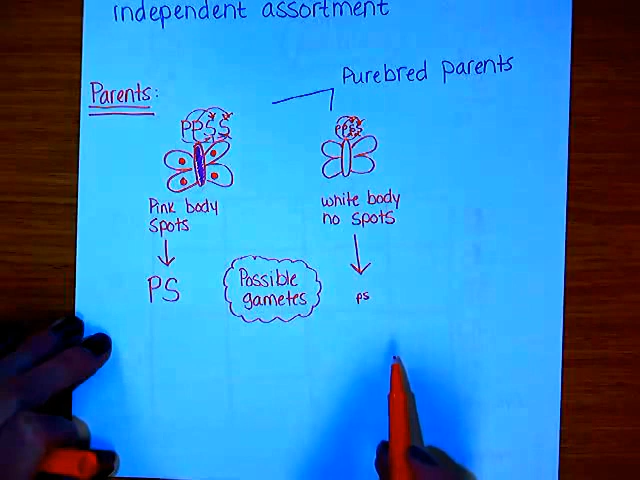 independent assortment
Purebred parents
Parents:
PPSS
ppss
Pink body
spots
white body
no spots
PS
Possible
gametes
ps